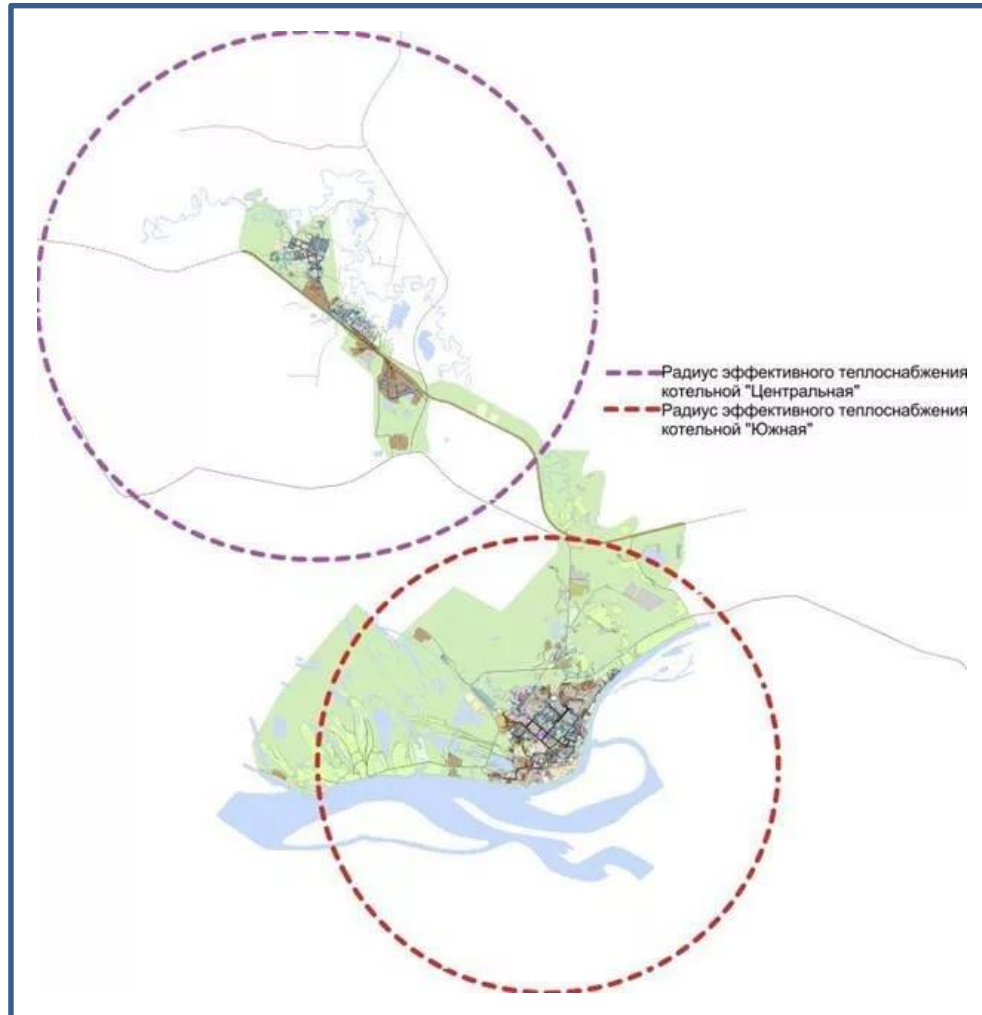 Радиус эффективного теплоснабжения
котельной "Центральная"
Радиус эффективного теплоснабжения
котельной "Южная"